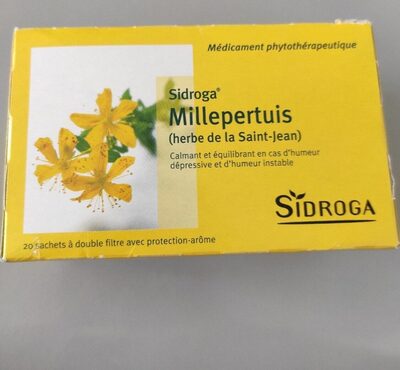 Médicament phytothérapeutique
Sidroga®
Millepertuis
(herbe de la Saint-Jean)
Calmant et équilibrant en cas d'humeur
dépressive et d'humeur instable
SIDROGA
20 sachets à double filtre avec protection-arôme